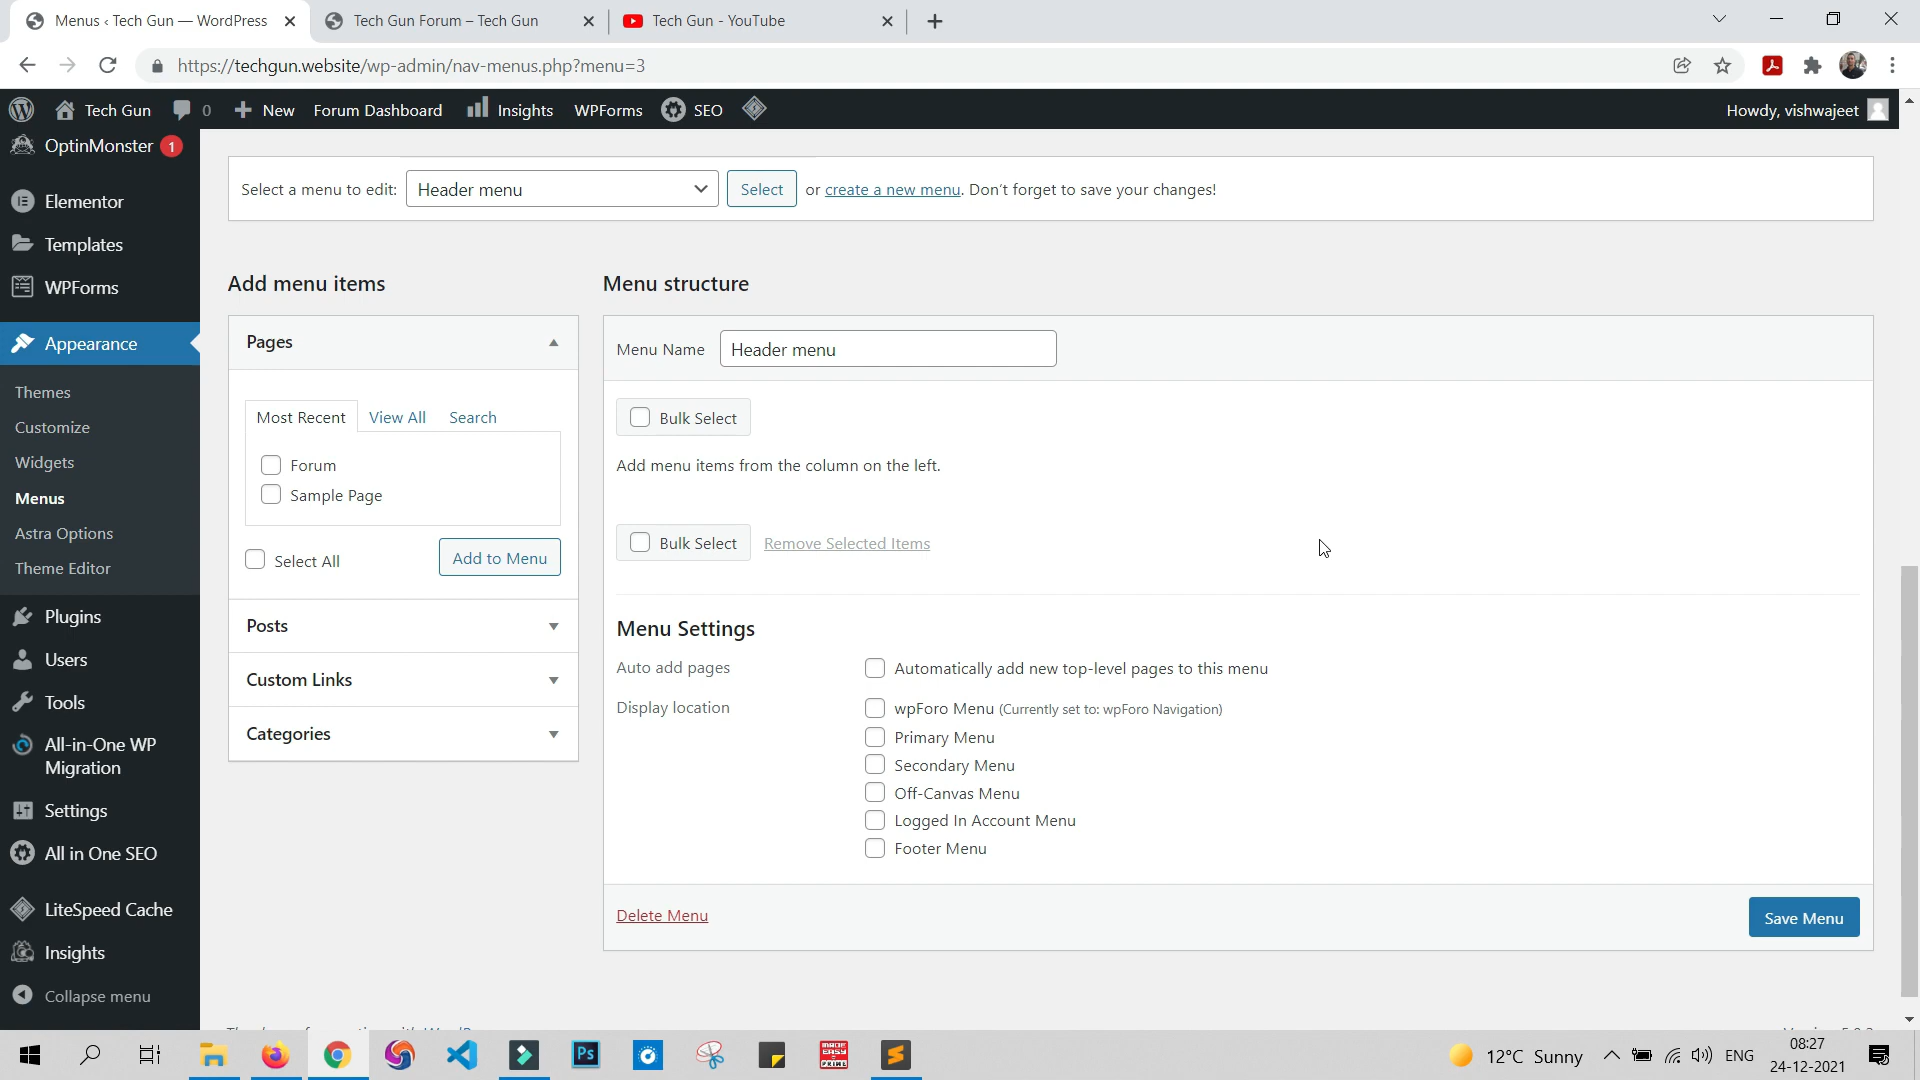 Menus ‹ Tech Gun — WordPress
Tech Gun Forum – Tech Gun
Tech Gun - YouTube
https://techgun.website/wp-admin/nav-menus.php?menu=3
Tech Gun
0
New
Forum Dashboard
Insights
WPForms
SEO
Howdy, vishwajeet
OptinMonster 1
Elementor
Templates
WPForms
Appearance
Themes
Customize
Widgets
Menus
Astra Options
Theme Editor
Plugins
Users
Tools
All-in-One WP
Migration
Settings
All in One SEO
LiteSpeed Cache
Insights
Collapse menu
Select a menu to edit: Header menu Select or create a new menu. Don't forget to save your changes!
Add menu items
Pages
Most Recent View All Search
Forum
Sample Page
Select All Add to Menu
Posts
Custom Links
Categories
Menu structure
Menu Name Header menu
Bulk Select
Add menu items from the column on the left.
Bulk Select Remove Selected Items
Menu Settings
Auto add pages Automatically add new top-level pages to this menu
Display location wpForo Menu (Currently set to: wpForo Navigation)
Primary Menu
Secondary Menu
Off-Canvas Menu
Logged In Account Menu
Footer Menu
Delete Menu Save Menu
Ps
MADE EASY PRIME
12°C Sunny
ENG
08:27
24-12-2021